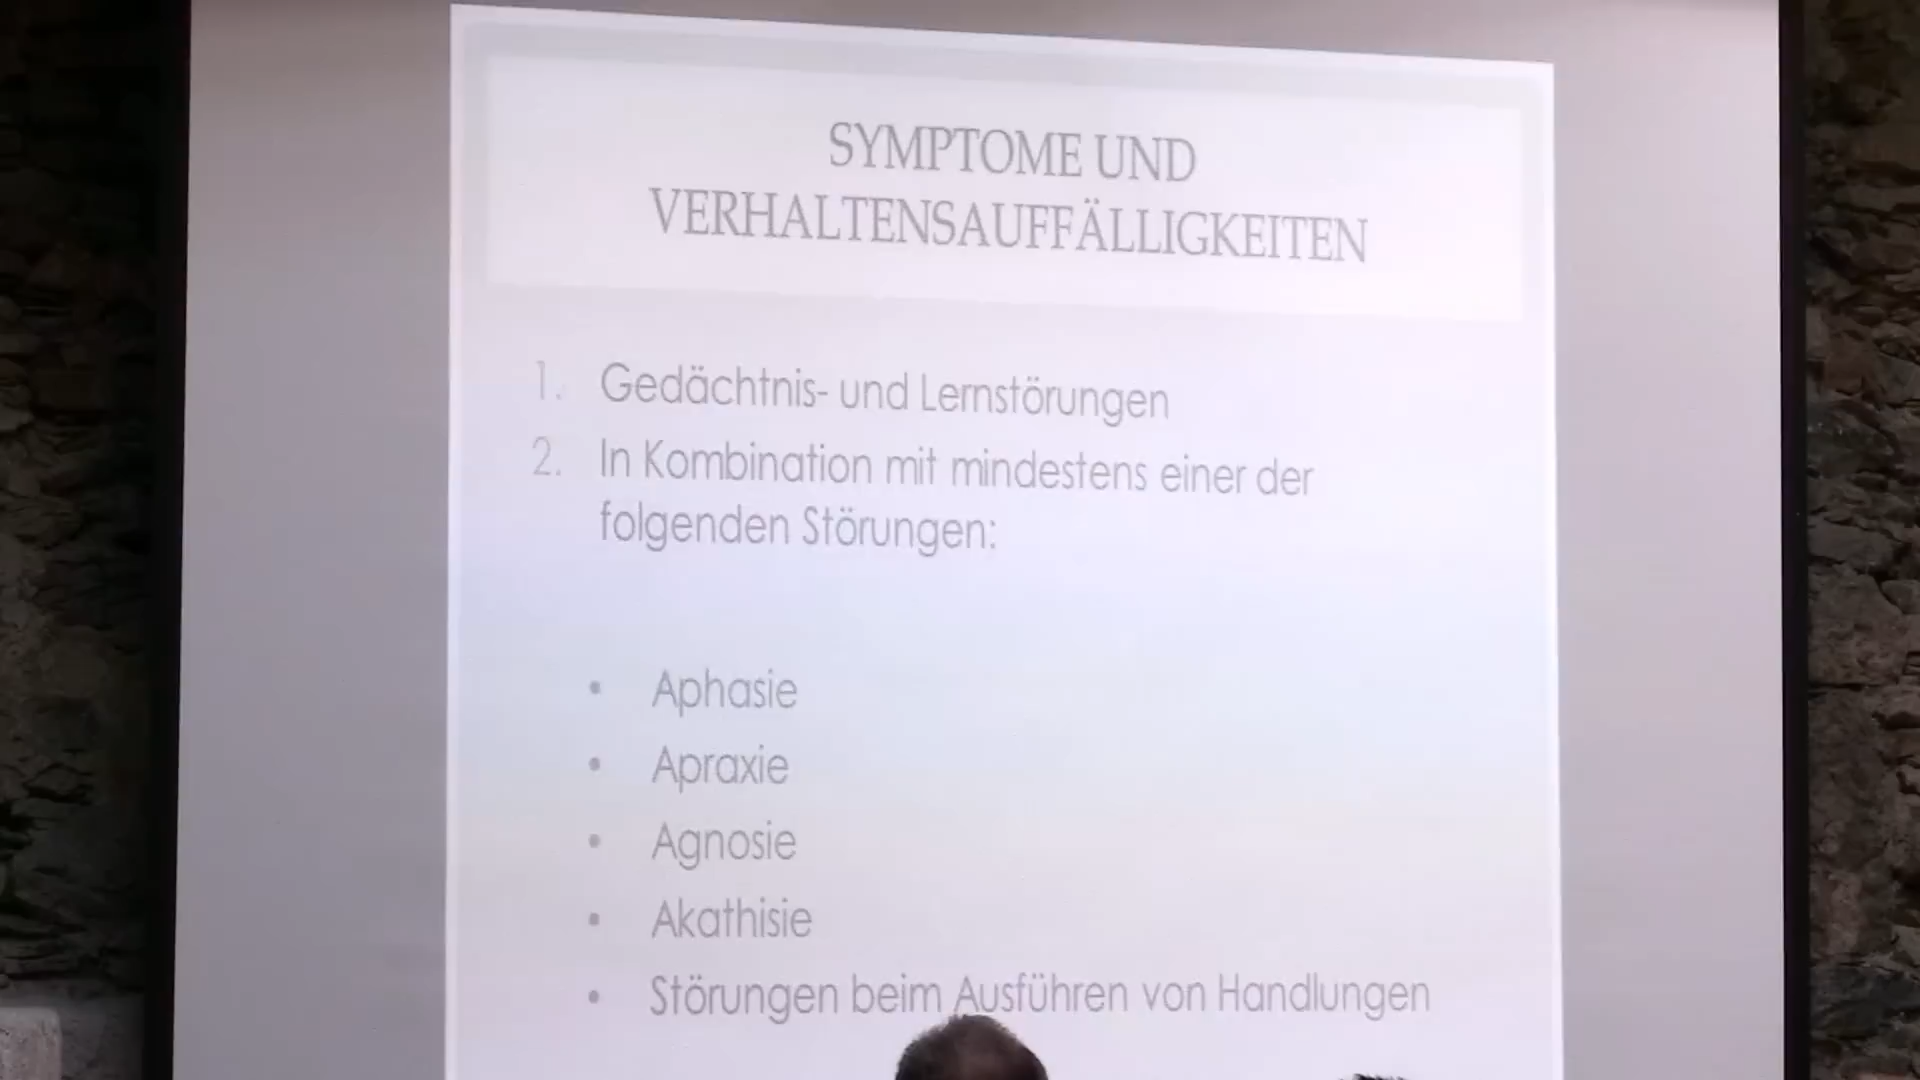 SYMPTOME UND
VERHALTENSAUFFÄLLIGKEITEN
1. Gedächtnis- und Lernstörungen
2. In Kombination mit mindestens einer der
folgenden Störungen:
• Aphasie
• Apraxie
• Agnosie
• Akathisie
• Störungen beim Ausführen von Handlungen